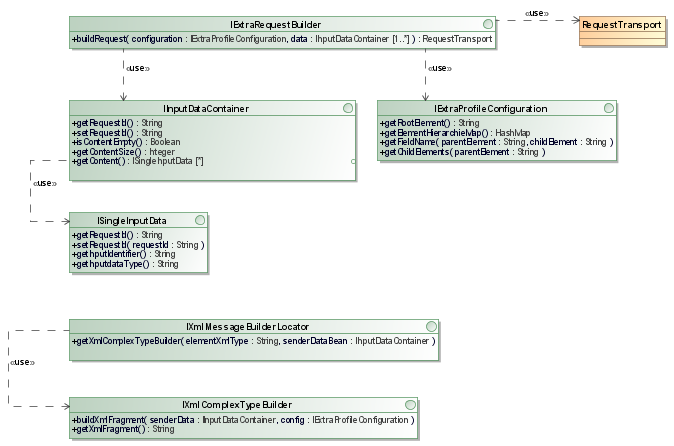 IExtraRequestBuilder
+buildRequest( configuration : IExtraProfileConfiguration, data : InputDataContainer [1..*] ) : RequestTransport
«use»
RequestTransport
«use»
«use»
IInputDataContainer
+getRequestId() : String
+setRequestId() : String
+isContentEmpty() : Boolean
+getContentSize() : Integer
+getContent() : ISingleInputData [*]
IExtraProfileConfiguration
+getRootElement() : String
+getElementHierarchieMap() : HashMap
+getFieldName( parentElement : String, childElement : String )
+getChildElements( parentElement : String )
«use»
ISingleInputData
+getRequestId() : String
+setRequestId( requestId : String )
+getInputIdentifier() : String
+getInputdataType() : String
IXmlMessageBuilderLocator
+getXmlComplexTypeBuilder( elementXmlType : String, senderDataBean : InputDataContainer )
«use»
IXmlComplexTypeBuilder
+buildXmlFragment( senderData : InputDataContainer, config : IExtraProfileConfiguration )
+getXmlFragment() : String